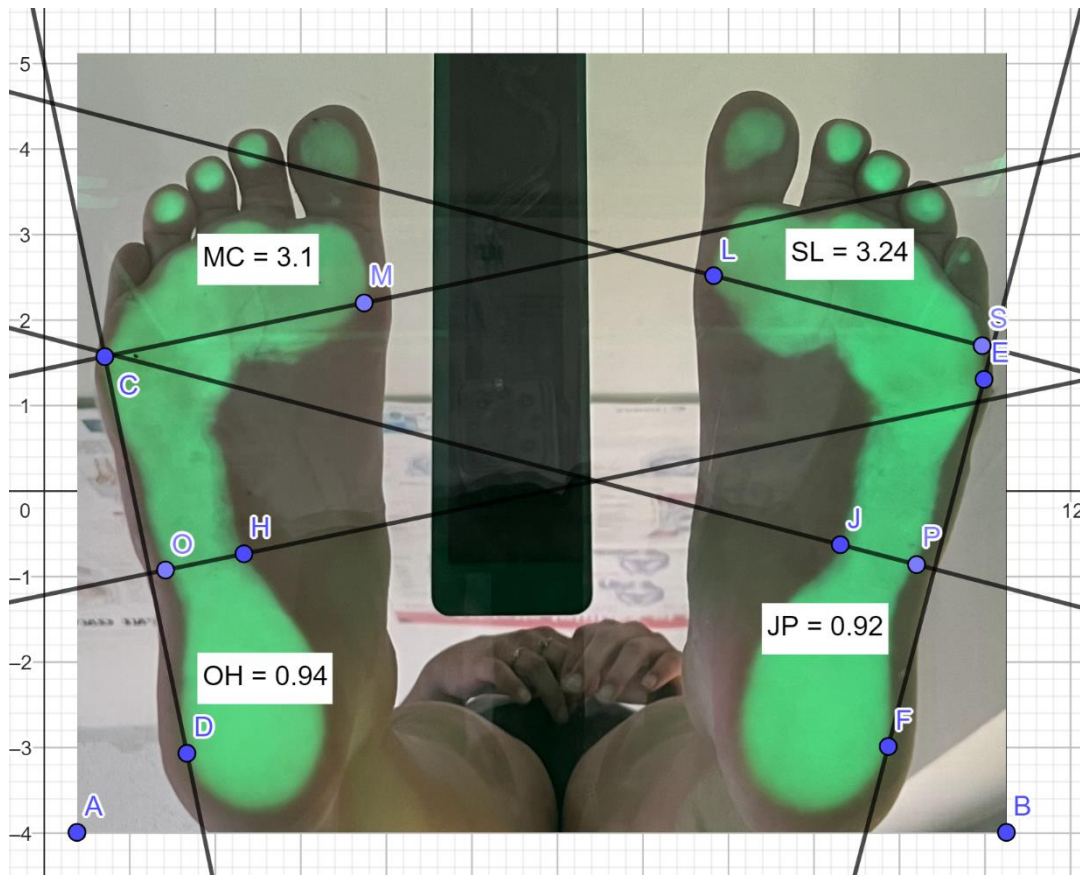 5
4
3
2
1
0
–1
–2
–3
–4
12
MC = 3.1
SL = 3.24
M
L
S
E
C
O
H
J
P
OH = 0.94
JP = 0.92
D
F
A
B